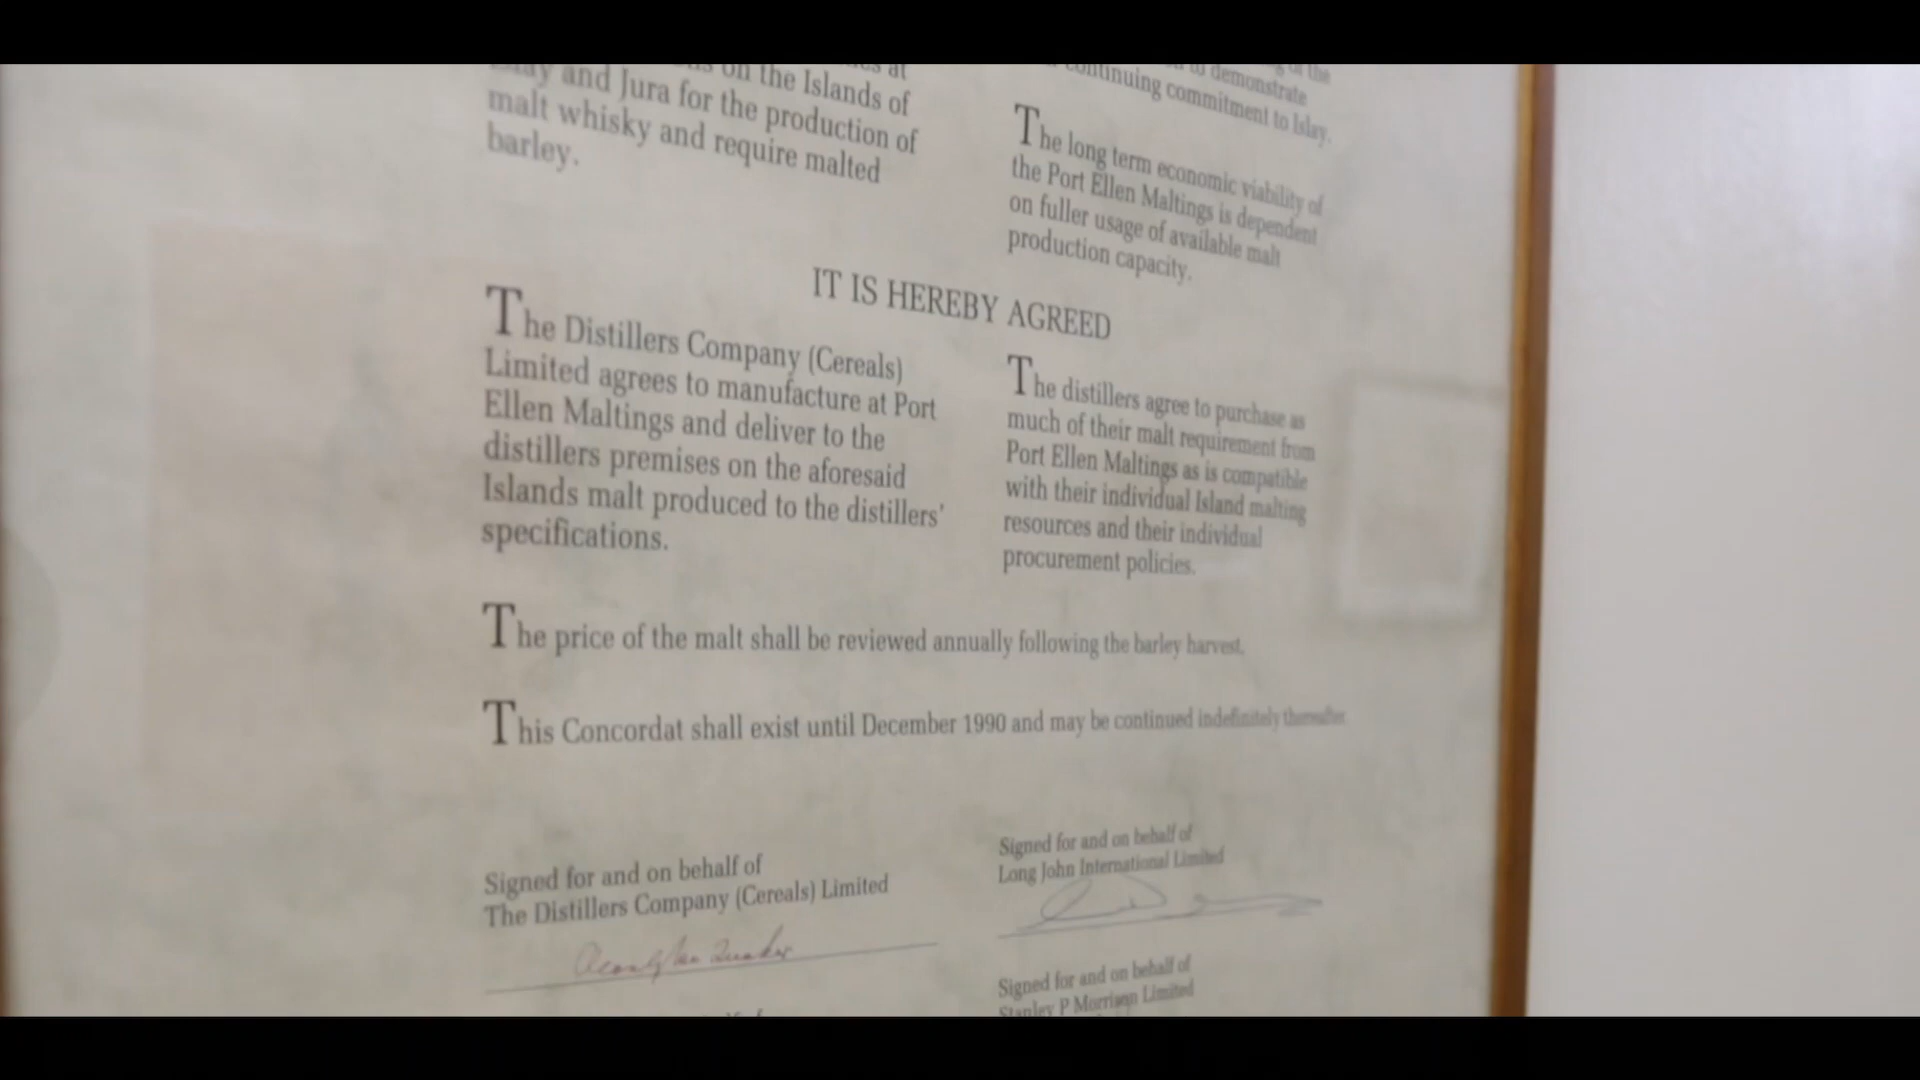 on the Islands of
and Jura for the production of
malt whisky and require malted
barley.
to demonstrate
continuing commitment to Islay.
The long term economic viability of
the Port Ellen Maltings is dependent
on fuller usage of available malt
production capacity.
IT IS HEREBY AGREED
The Distillers Company (Cereals)
Limited agrees to manufacture at Port
Ellen Maltings and deliver to the
distillers premises on the aforesaid
Islands malt produced to the distillers'
specifications.
The distillers agree to purchase as
much of their malt requirement from
Port Ellen Maltings as is compatible
with their individual Island malting
resources and their individual
procurement policies.
The price of the malt shall be reviewed annually following the barley harvest.
This Concordat shall exist until December 1990 and may be continued indefinitely thereafter.
Signed for and on behalf of
The Distillers Company (Cereals) Limited
Signed for and on behalf of
Long John International Limited
Signed for and on behalf of
Stanley P Morrison Limited